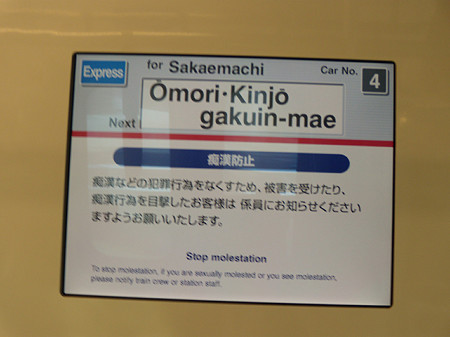 Express
for Sakaemachi
Car No. 4
Ōmori·Kinjō
gakuin-mae
Next
痴漢防止
痴漢などの犯罪行為をなくすため、被害を受けたり、
痴漢行為を目撃したお客様は 係員にお知らせください
ますようお願いいたします。
Stop molestation
To stop molestation, if you are sexually molested or you see molestation,
please notify train crew or station staff.